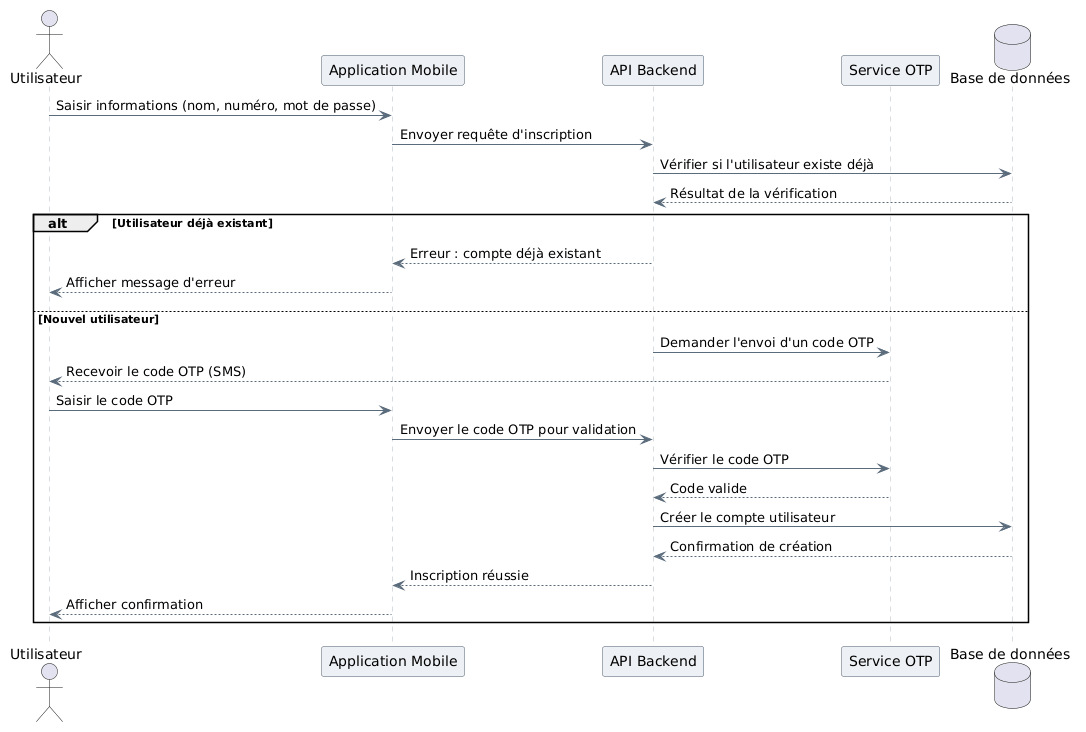 Utilisateur
Application Mobile
API Backend
Service OTP
Base de données
Saisir informations (nom, numéro, mot de passe)
Envoyer requête d'inscription
Vérifier si l'utilisateur existe déjà
Résultat de la vérification
alt [Utilisateur déjà existant]
Erreur : compte déjà existant
Afficher message d'erreur
[Nouvel utilisateur]
Demander l'envoi d'un code OTP
Recevoir le code OTP (SMS)
Saisir le code OTP
Envoyer le code OTP pour validation
Vérifier le code OTP
Code valide
Créer le compte utilisateur
Confirmation de création
Inscription réussie
Afficher confirmation
Utilisateur
Application Mobile
API Backend
Service OTP
Base de données